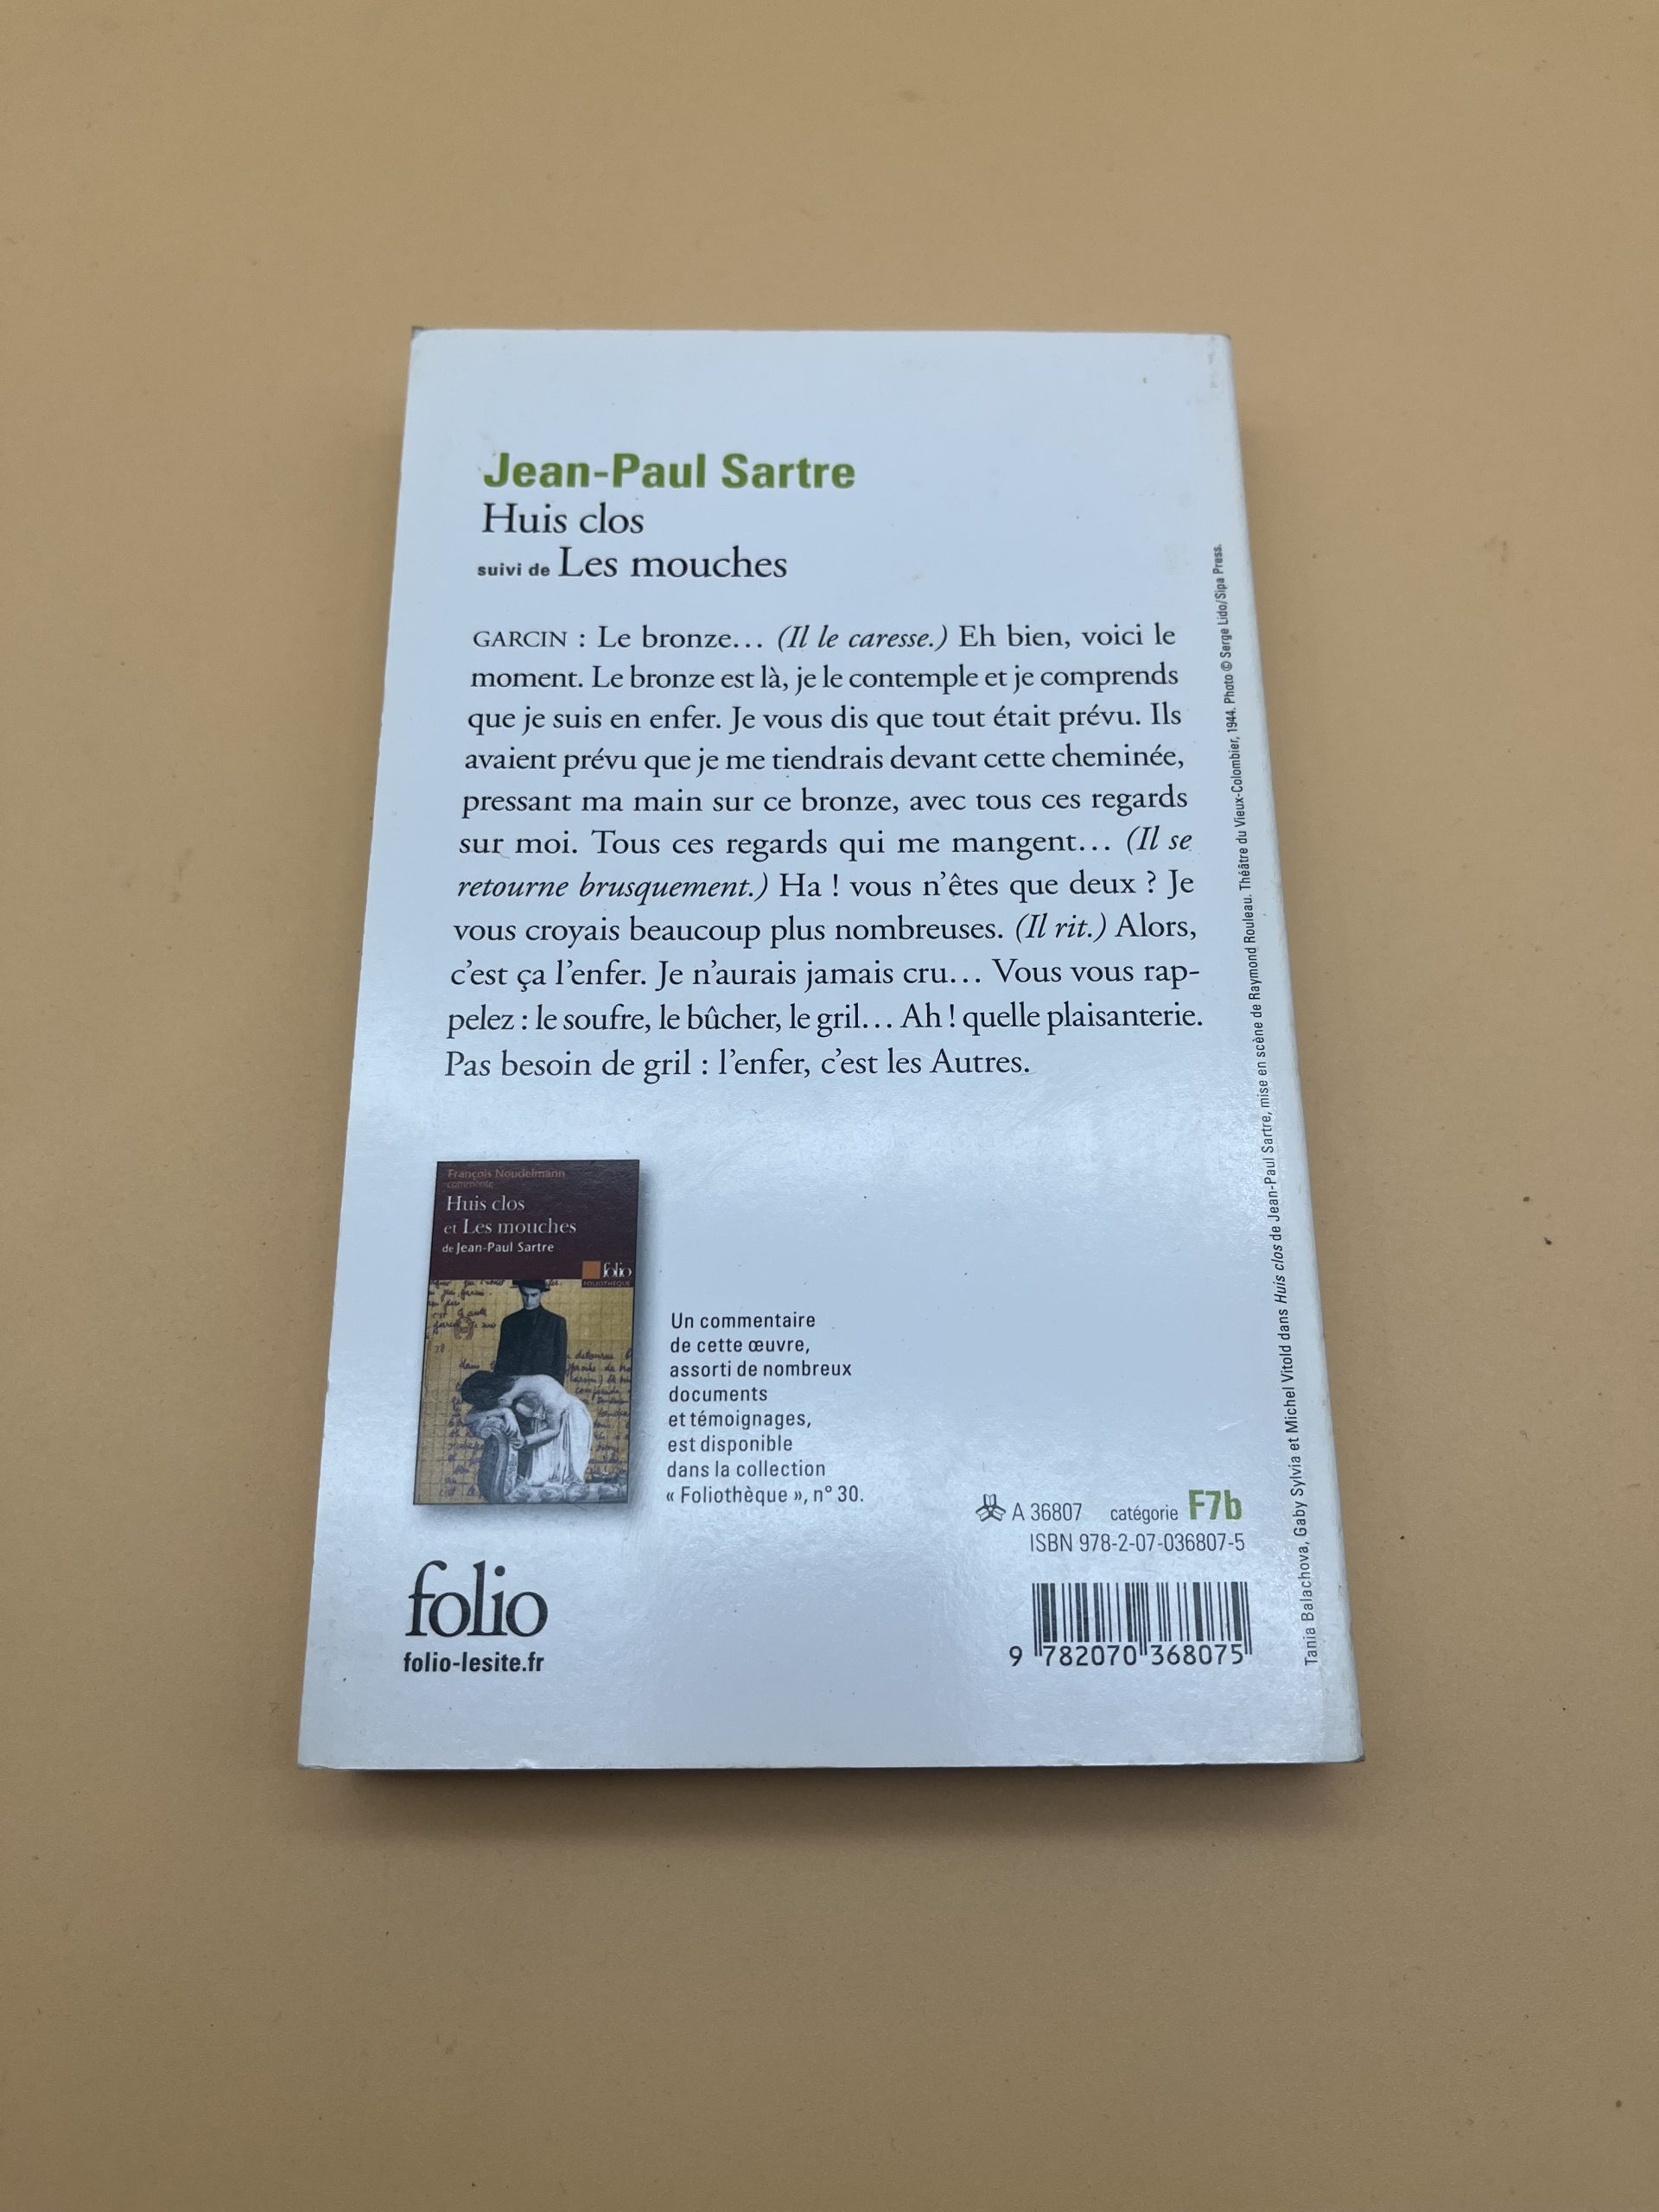 Jean-Paul Sartre
Huis clos
suivi de Les mouches
GARCIN : Le bronze… (Il le caresse.) Eh bien, voici le
moment. Le bronze est là, je le contemple et je comprends
que je suis en enfer. Je vous dis que tout était prévu. Ils
avaient prévu que je me tiendrais devant cette cheminée,
pressant ma main sur ce bronze, avec tous ces regards
sur moi. Tous ces regards qui me mangent… (Il se
retourne brusquement.) Ha ! vous n'êtes que deux ? Je
vous croyais beaucoup plus nombreuses. (Il rit.) Alors,
c'est ça l'enfer. Je n'aurais jamais cru… Vous vous rap-
pelez : le soufre, le bûcher, le gril… Ah ! quelle plaisanterie.
Pas besoin de gril : l'enfer, c'est les Autres.
François Noudelmann
commente
Huis clos
et Les mouches
de Jean-Paul Sartre
folio
FOLIOTHÈQUE
Un commentaire
de cette œuvre,
assorti de nombreux
documents
et témoignages,
est disponible
dans la collection
« Foliothèque », n° 30.
folio
folio-lesite.fr
A 36807 catégorie F7b
ISBN 978-2-07-036807-5
9 782070 368075
Tania Balachova, Gaby Sylvia et Michel Vitold dans Huis clos de Jean-Paul Sartre, mise en scène de Raymond Rouleau. Théâtre du Vieux-Colombier, 1944. Photo © Serge Lido/Sipa Press.